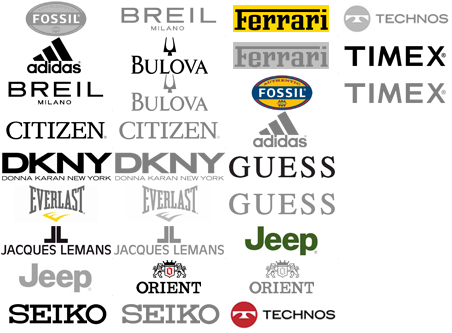 FOSSIL
BREIL
MILANO
Ferrari
TECHNOS
adidas
BULOVA
Ferrari
TIMEX®
BREIL
MILANO
BULOVA
AUTHENTIC
FOSSIL
TIMEX®
CITIZEN
CITIZEN
adidas
DKNY
DONNA KARAN NEW YORK
DKNY
DONNA KARAN NEW YORK
GUESS
EVERLAST
EVERLAST
GUESS
JACQUES LEMANS
JACQUES LEMANS
Jeep
Jeep
ORIENT
ORIENT
SEIKO
SEIKO
TECHNOS